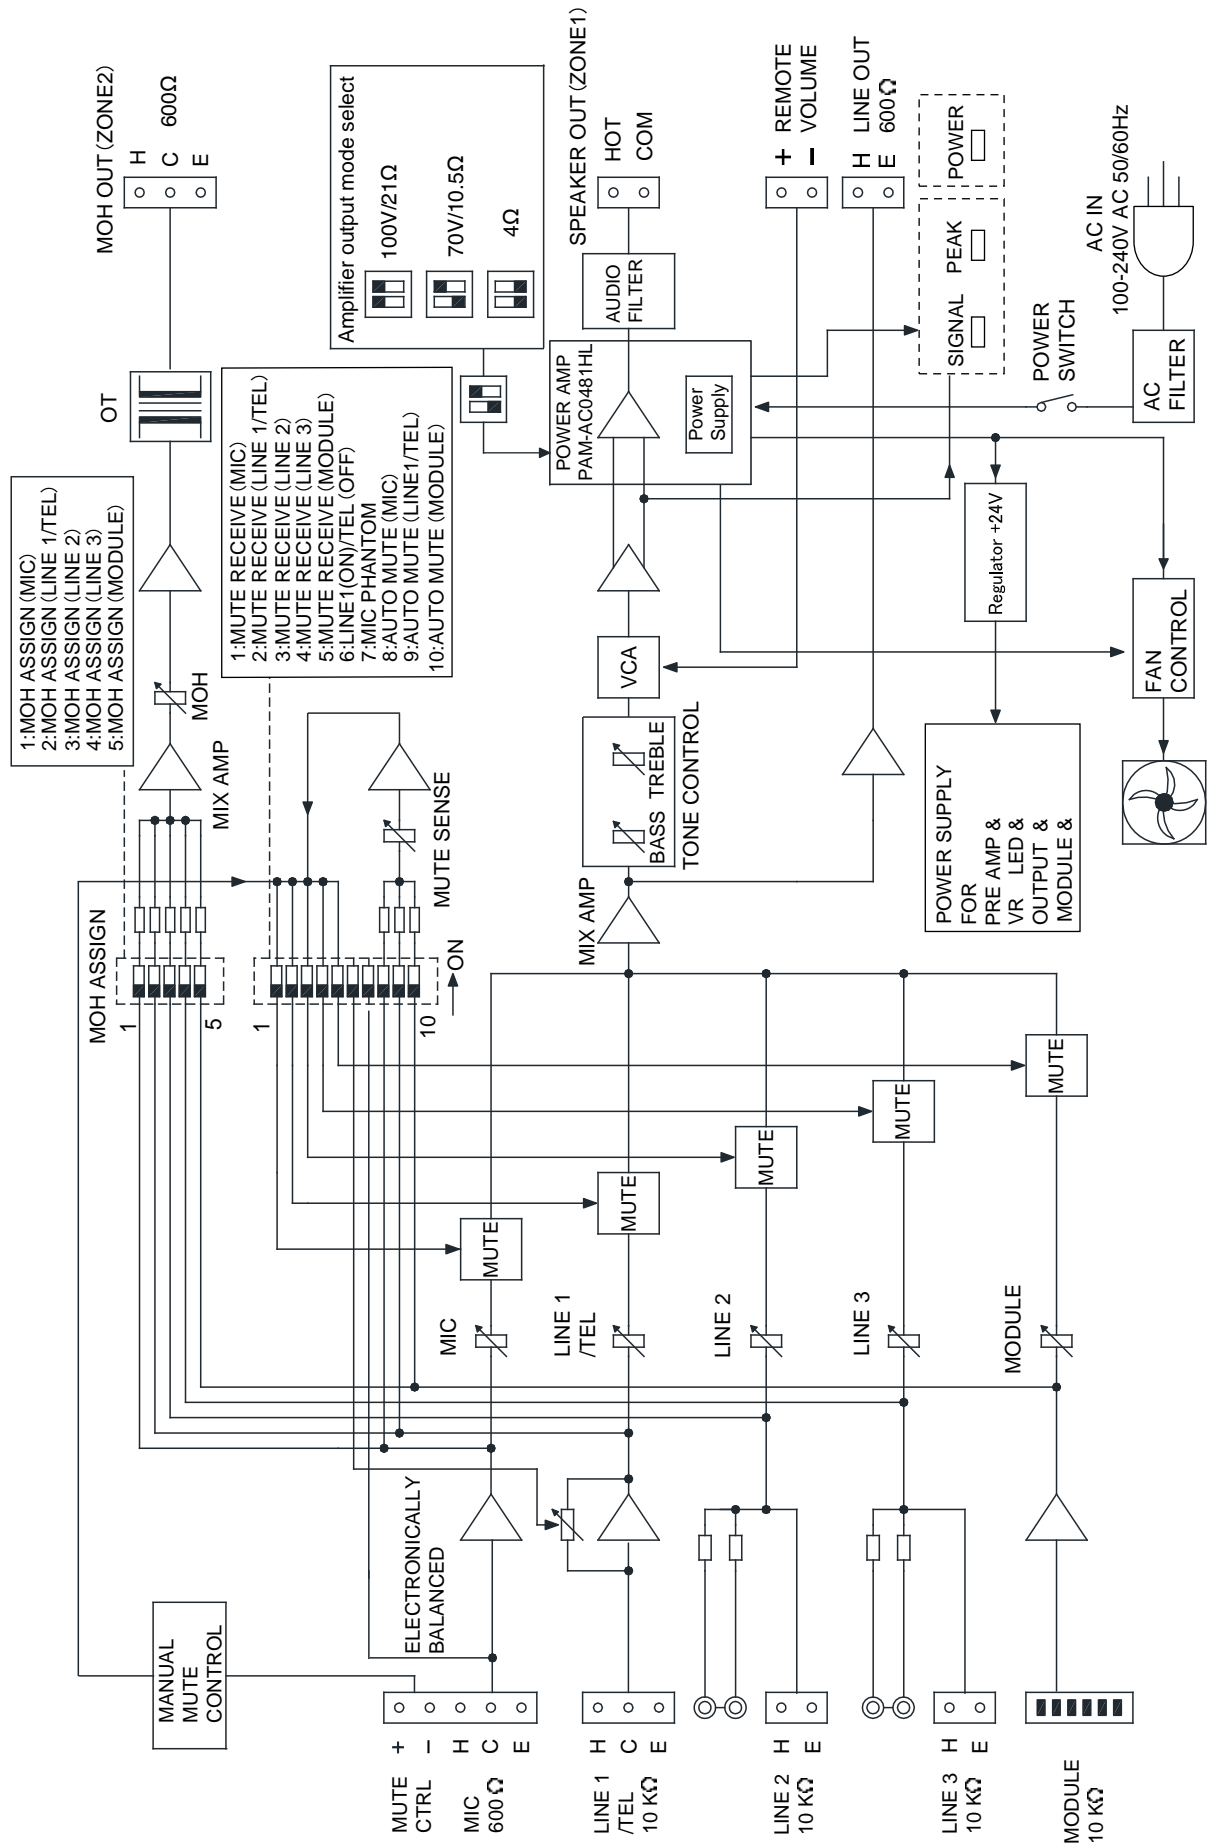 MUTE
CTRL
+
−
MIC
600Ω
H
C
E
LINE 1
/TEL
10 KΩ
H
C
E
LINE 2
10 KΩ
H
E
LINE 3
10 KΩ
H
E
MODULE
10 KΩ
MANUAL
MUTE
CONTROL
ELECTRONICALLY
BALANCED
MIC
LINE 1
/TEL
LINE 2
LINE 3
MODULE
MUTE
MUTE
MUTE
MUTE
MUTE
MOH ASSIGN
1
5
1
10
ON
MIX AMP
MOH
MUTE SENSE
1:MOH ASSIGN (MIC)
2:MOH ASSIGN (LINE 1/TEL)
3:MOH ASSIGN (LINE 2)
4:MOH ASSIGN (LINE 3)
5:MOH ASSIGN (MODULE)
1:MUTE RECEIVE (MIC)
2:MUTE RECEIVE (LINE 1/TEL)
3:MUTE RECEIVE (LINE 2)
4:MUTE RECEIVE (LINE 3)
5:MUTE RECEIVE (MODULE)
6:LINE1(ON)/TEL (OFF)
7:MIC PHANTOM
8:AUTO MUTE (MIC)
9:AUTO MUTE (LINE1/TEL)
10:AUTO MUTE (MODULE)
OT
MOH OUT (ZONE2)
H
C
E
600Ω
MIX AMP
BASS TREBLE
TONE CONTROL
VCA
Amplifier output mode select
100V/21Ω
70V/10.5Ω
4Ω
POWER AMP
PAM-AC0481HL
Power
Supply
AUDIO
FILTER
SPEAKER OUT (ZONE1)
HOT
COM
+ REMOTE
− VOLUME
H LINE OUT
E 600Ω
SIGNAL PEAK
POWER
POWER
SWITCH
AC IN
100-240V AC 50/60Hz
AC
FILTER
Regulator +24V
FAN
CONTROL
POWER SUPPLY
FOR
PRE AMP &
VR LED &
OUTPUT &
MODULE &